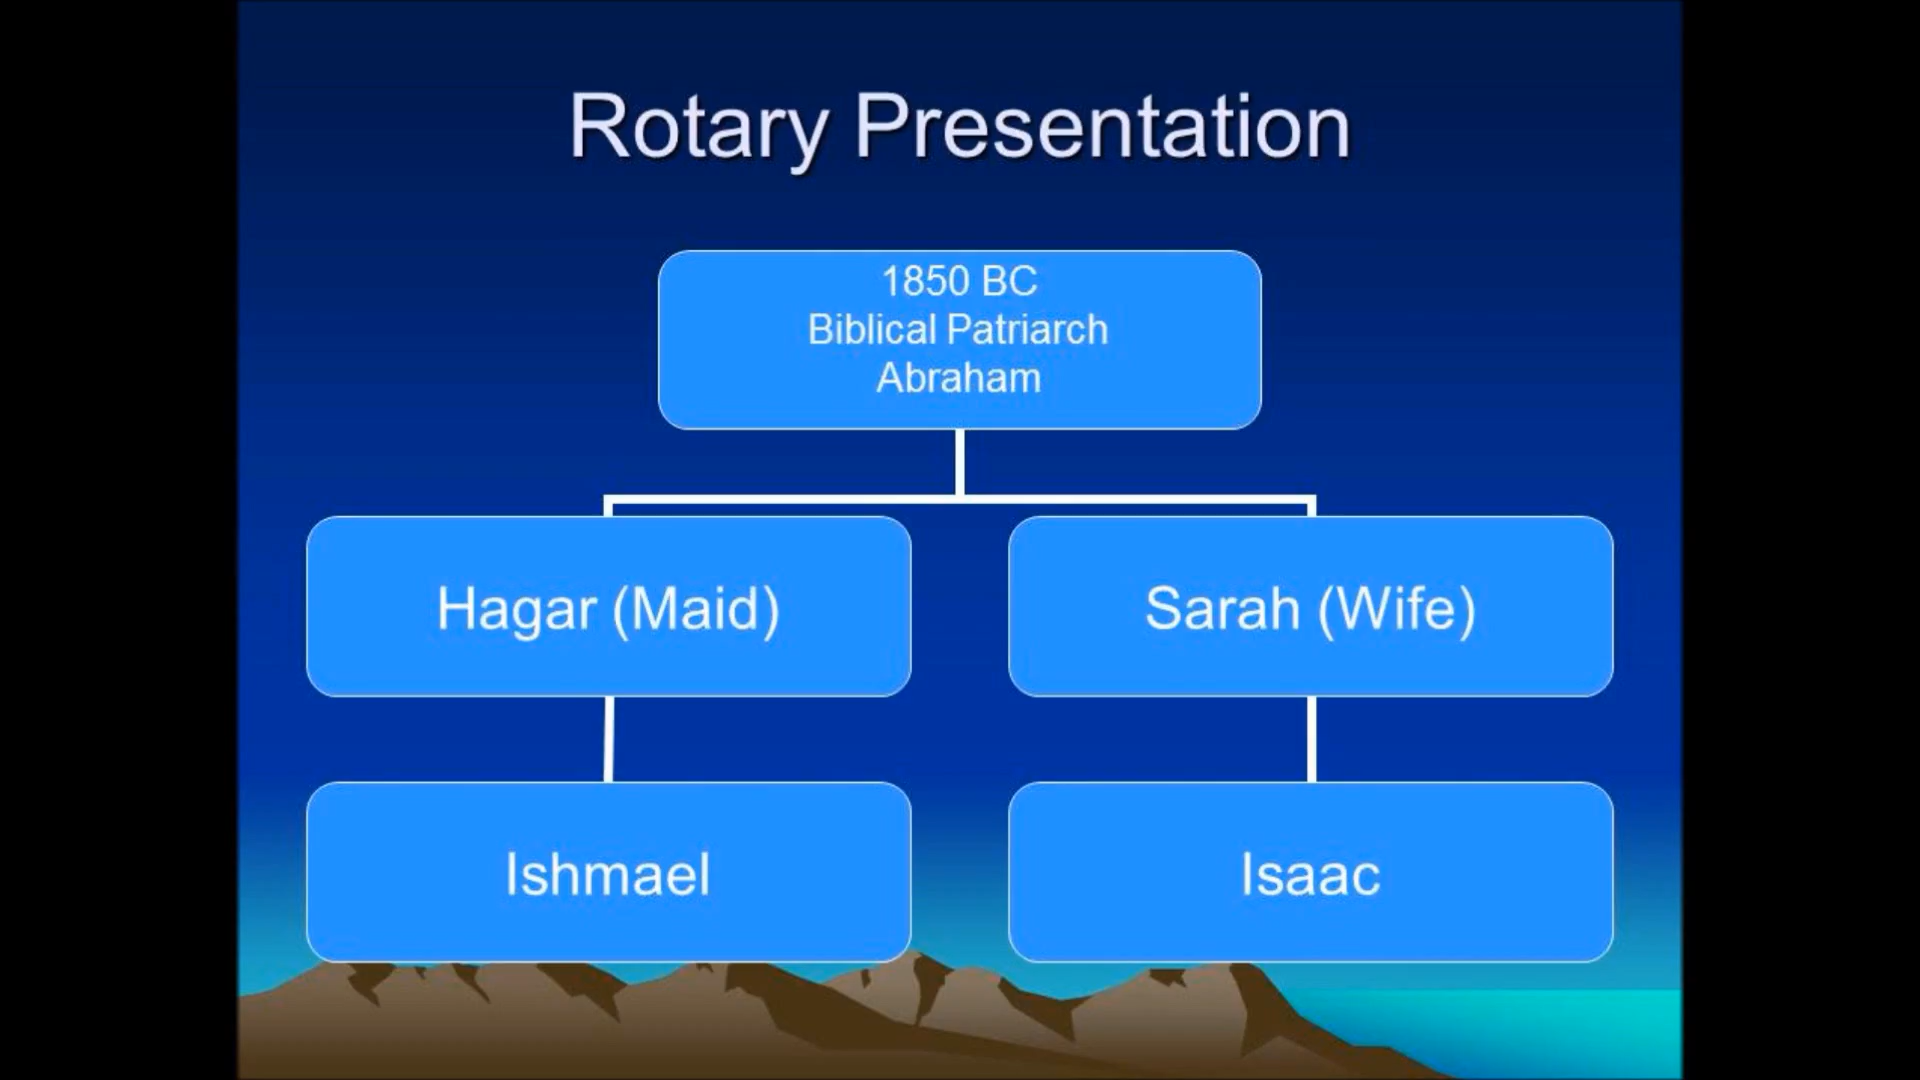 Rotary Presentation
1850 BC
Biblical Patriarch
Abraham
Hagar (Maid)
Sarah (Wife)
Ishmael
Isaac